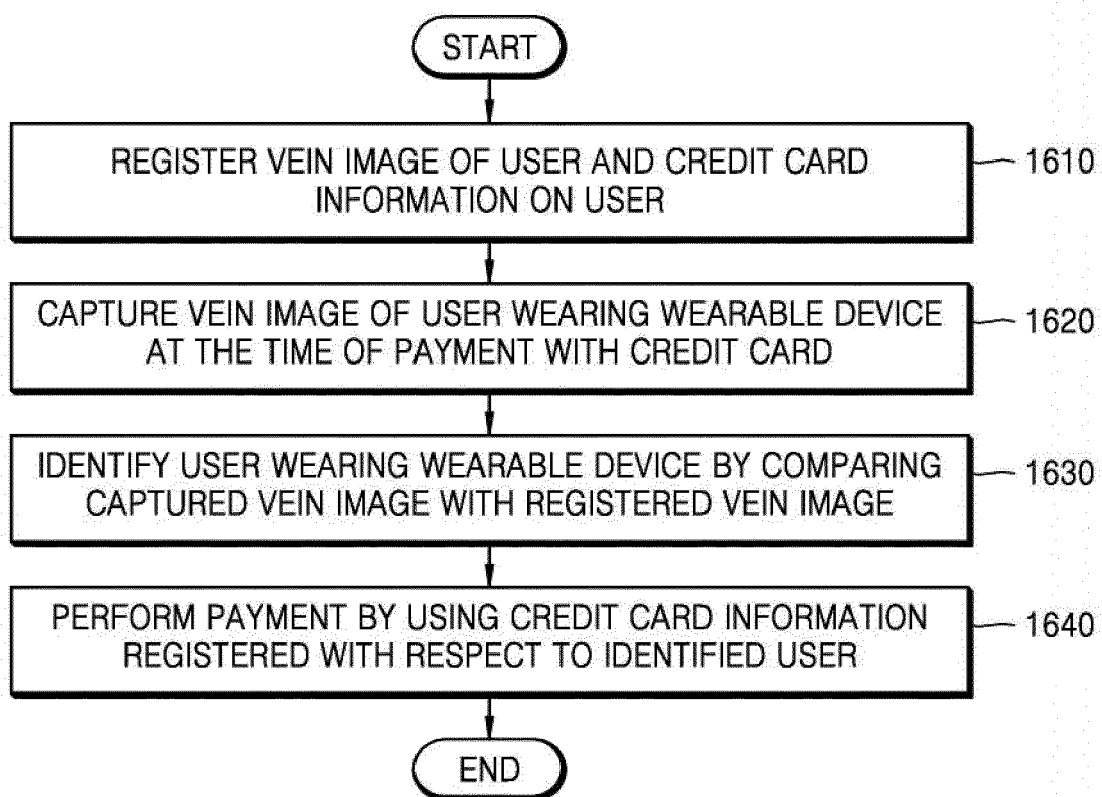 START
REGISTER VEIN IMAGE OF USER AND CREDIT CARD
INFORMATION ON USER
1610
CAPTURE VEIN IMAGE OF USER WEARING WEARABLE DEVICE
AT THE TIME OF PAYMENT WITH CREDIT CARD
1620
IDENTIFY USER WEARING WEARABLE DEVICE BY COMPARING
CAPTURED VEIN IMAGE WITH REGISTERED VEIN IMAGE
1630
PERFORM PAYMENT BY USING CREDIT CARD INFORMATION
REGISTERED WITH RESPECT TO IDENTIFIED USER
1640
END